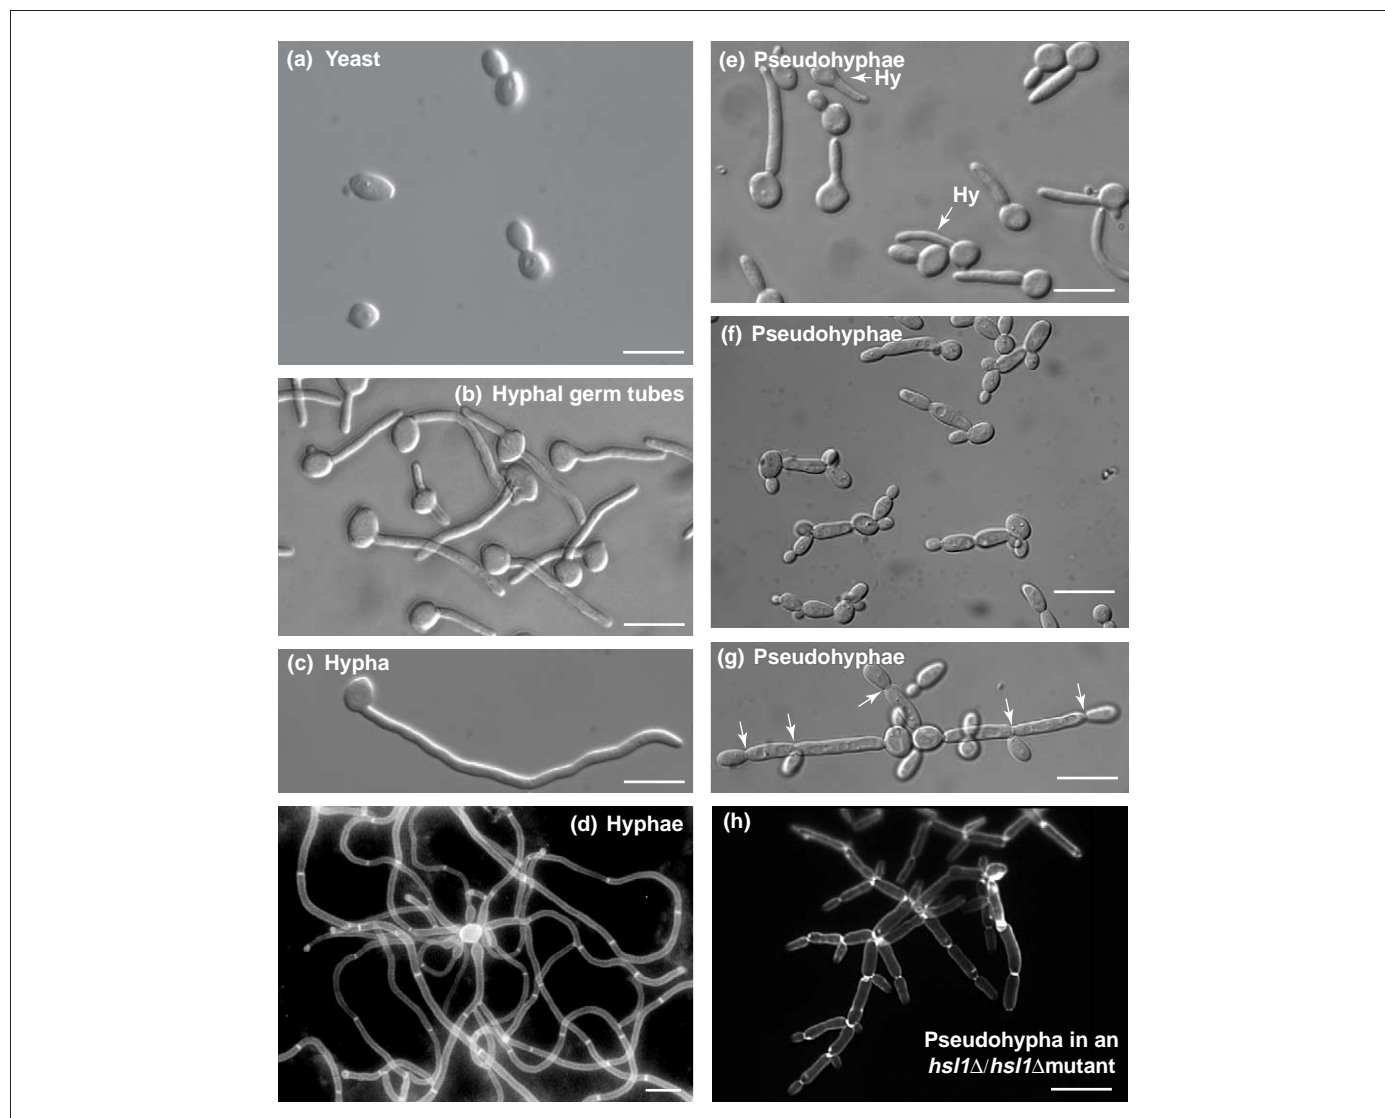 (a) Yeast
(b) Hyphal germ tubes
(c) Hypha
(d) Hyphae
(e) Pseudohyphae
Hy
Hy
(f) Pseudohyphae
(g) Pseudohyphae
(h)
Pseudohypha in an
hsl1Δ/hsl1Δmutant